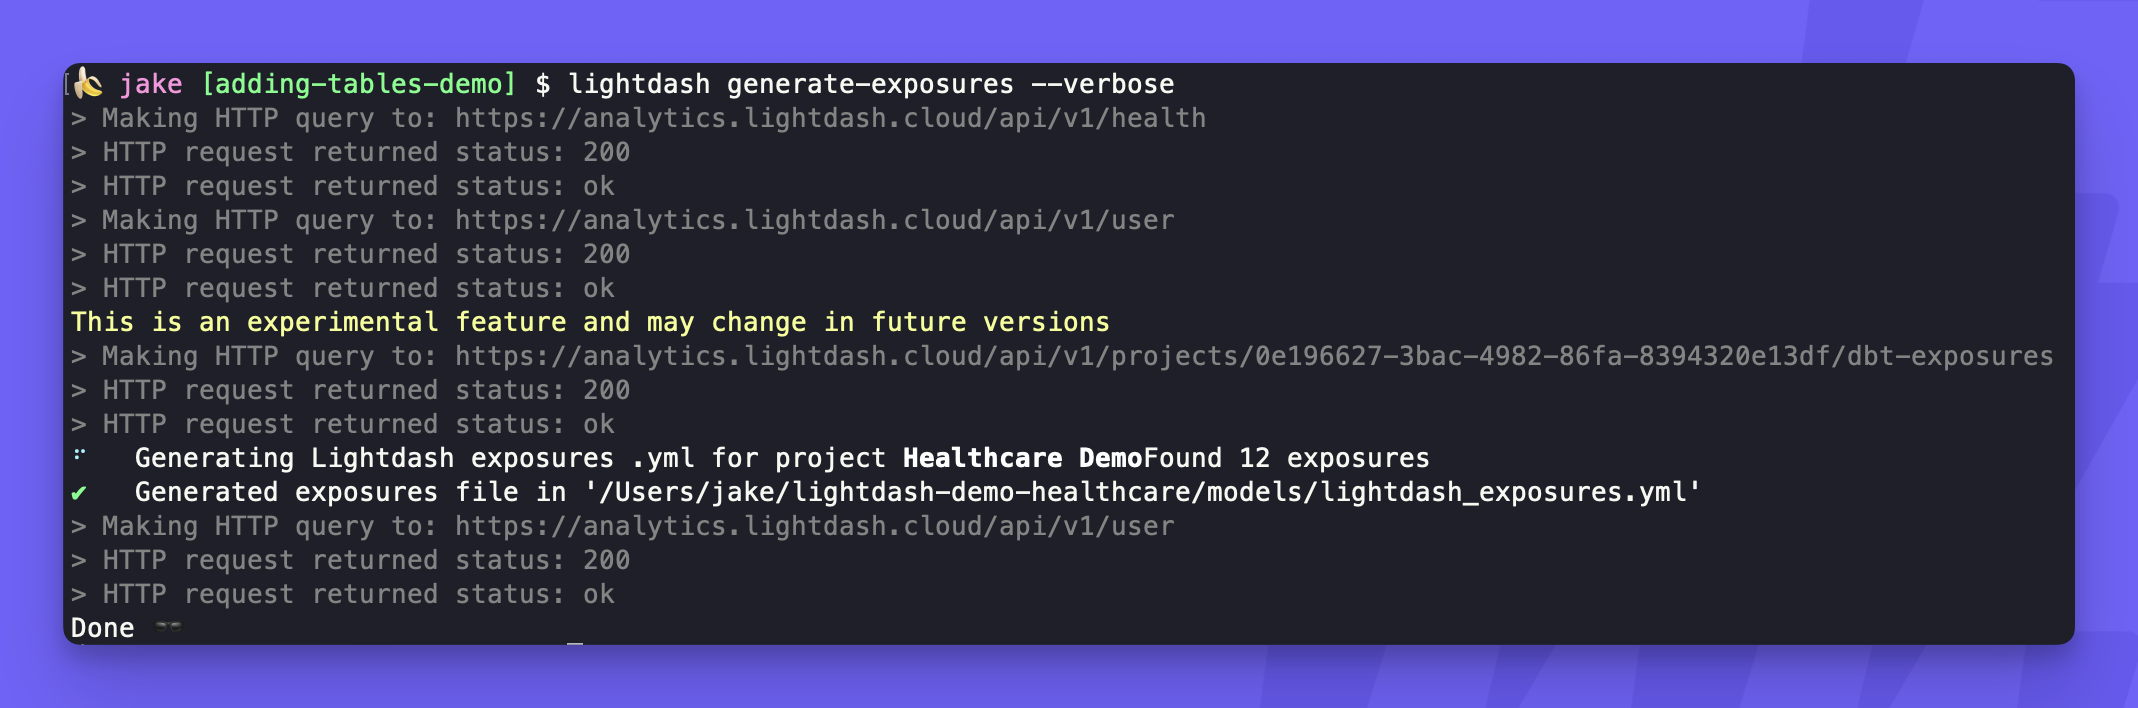 🍌 jake [adding-tables-demo] $ lightdash generate-exposures --verbose
> Making HTTP query to: https://analytics.lightdash.cloud/api/v1/health
> HTTP request returned status: 200
> HTTP request returned status: ok
> Making HTTP query to: https://analytics.lightdash.cloud/api/v1/user
> HTTP request returned status: 200
> HTTP request returned status: ok
This is an experimental feature and may change in future versions
> Making HTTP query to: https://analytics.lightdash.cloud/api/v1/projects/0e196627-3bac-4982-86fa-8394320e13df/dbt-exposures
> HTTP request returned status: 200
> HTTP request returned status: ok
⠋ Generating Lightdash exposures .yml for project Healthcare DemoFound 12 exposures
✔ Generated exposures file in '/Users/jake/lightdash-demo-healthcare/models/lightdash_exposures.yml'
> Making HTTP query to: https://analytics.lightdash.cloud/api/v1/user
> HTTP request returned status: 200
> HTTP request returned status: ok
Done 🕶